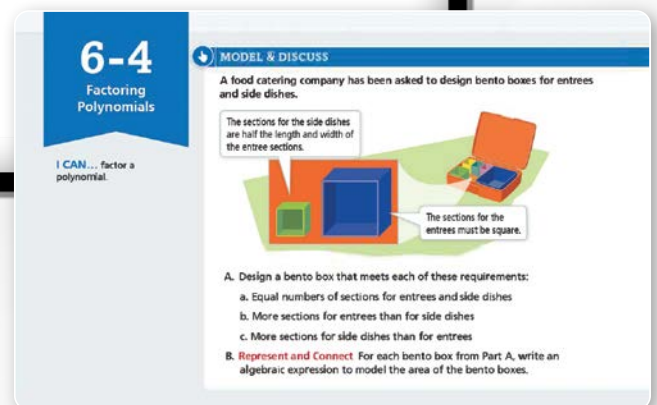 6-4
Factoring
Polynomials
I CAN... factor a
polynomial.
MODEL & DISCUSS
A food catering company has been asked to design bento boxes for entrees
and side dishes.
The sections for the side dishes
are half the length and width of
the entree sections.
The sections for the
entrees must be square.
A. Design a bento box that meets each of these requirements:
a. Equal numbers of sections for entrees and side dishes
b. More sections for entrees than for side dishes
c. More sections for side dishes than for entrees
B. Represent and Connect For each bento box from Part A, write an
algebraic expression to model the area of the bento boxes.